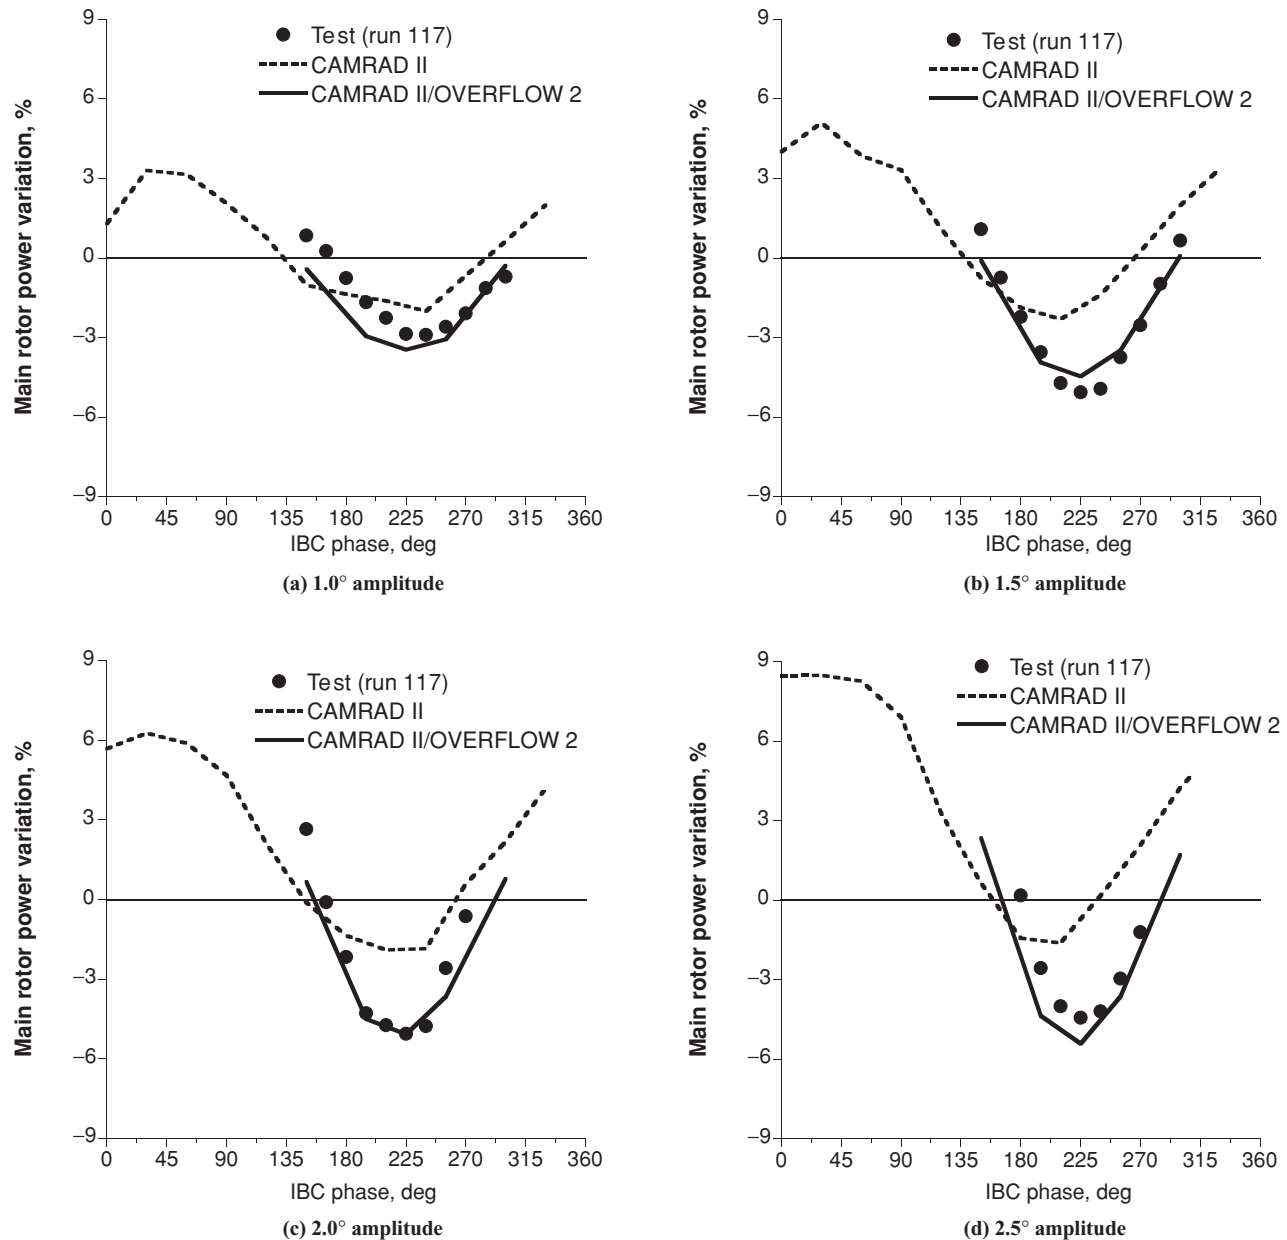 9
6
3
0
–3
–6
–9
Main rotor power variation, %
Test (run 117)
CAMRAD II
CAMRAD II/OVERFLOW 2
0 45 90 135 180 225 270 315 360
IBC phase, deg
(a) 1.0° amplitude
9
6
3
0
–3
–6
–9
Main rotor power variation, %
Test (run 117)
CAMRAD II
CAMRAD II/OVERFLOW 2
0 45 90 135 180 225 270 315 360
IBC phase, deg
(b) 1.5° amplitude
9
6
3
0
–3
–6
–9
Main rotor power variation, %
Test (run 117)
CAMRAD II
CAMRAD II/OVERFLOW 2
0 45 90 135 180 225 270 315 360
IBC phase, deg
(c) 2.0° amplitude
9
6
3
0
–3
–6
–9
Main rotor power variation, %
Test (run 117)
CAMRAD II
CAMRAD II/OVERFLOW 2
0 45 90 135 180 225 270 315 360
IBC phase, deg
(d) 2.5° amplitude